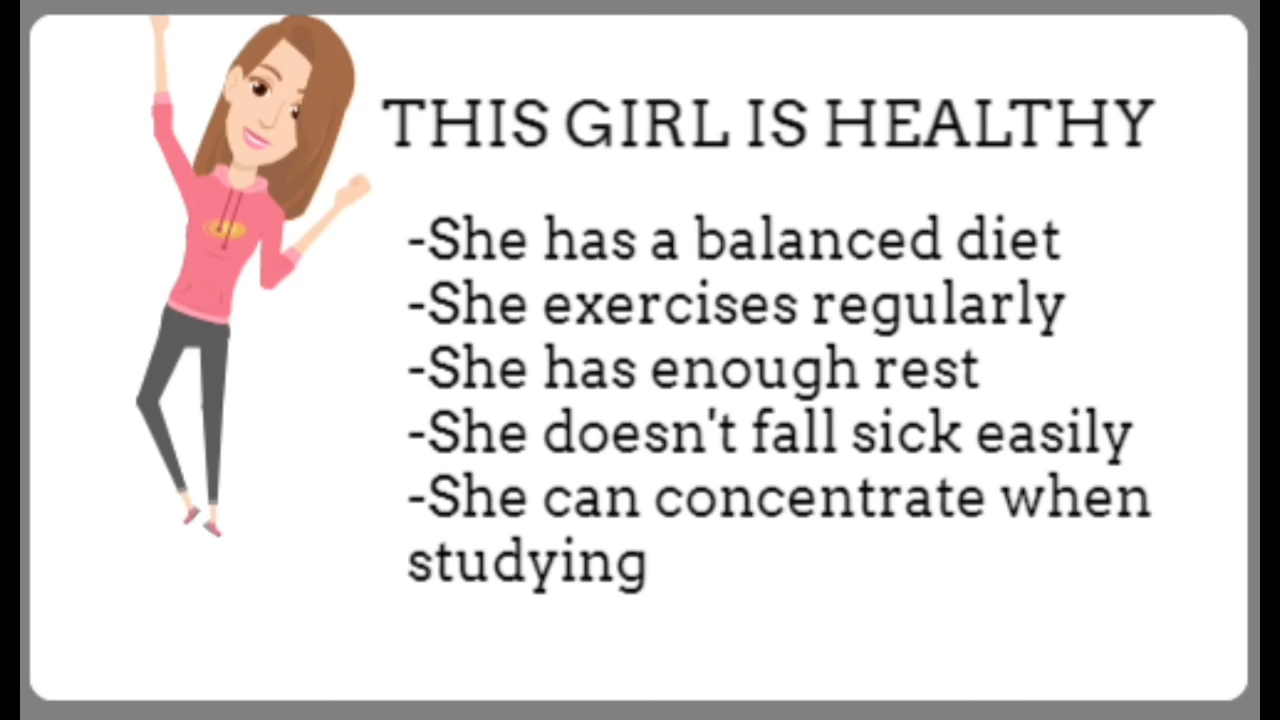 THIS GIRL IS HEALTHY
-She has a balanced diet
-She exercises regularly
-She has enough rest
-She doesn't fall sick easily
-She can concentrate when
studying